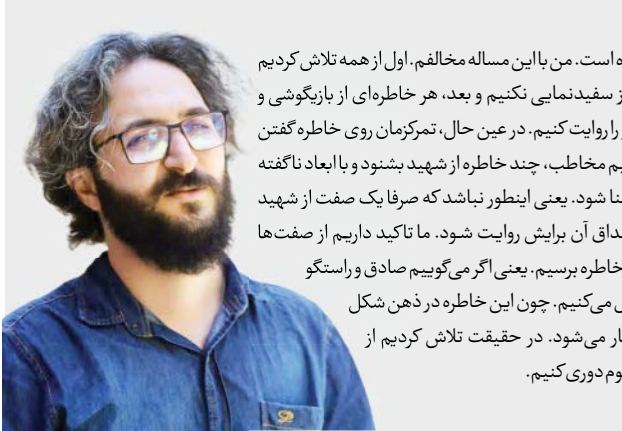 ه است. من با این مساله مخالفم. اول از همه تلاش کردیم
ز سفیدنمایی نکنیم و بعد، هر خاطره‌ای از بازیگوشی و
را روایت کنیم. در عین حال، تمرکزمان روی خاطره گفتن
یم مخاطب، چند خاطره از شهید بشنود و با ابعاد ناگفته
نا شود. یعنی اینطور نباشد که صرفا یک صفت از شهید
داق آن برایش روایت شود. ما تاکید داریم از صفت‌ها
خاطره برسیم. یعنی اگر می‌گوییم صادق و راستگو
ل می‌کنیم. چون این خاطره در ذهن شکل
ار می‌شود. در حقیقت تلاش کردیم از
وم دوری کنیم.